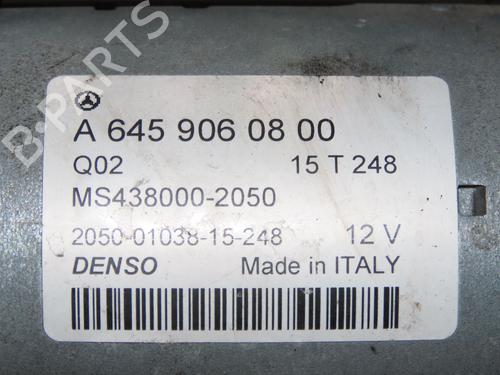 B-PARTS
A 645 906 08 00
Q02 15 T 248
MS438000-2050
2050-01038-15-248 12 V
DENSO Made in ITALY